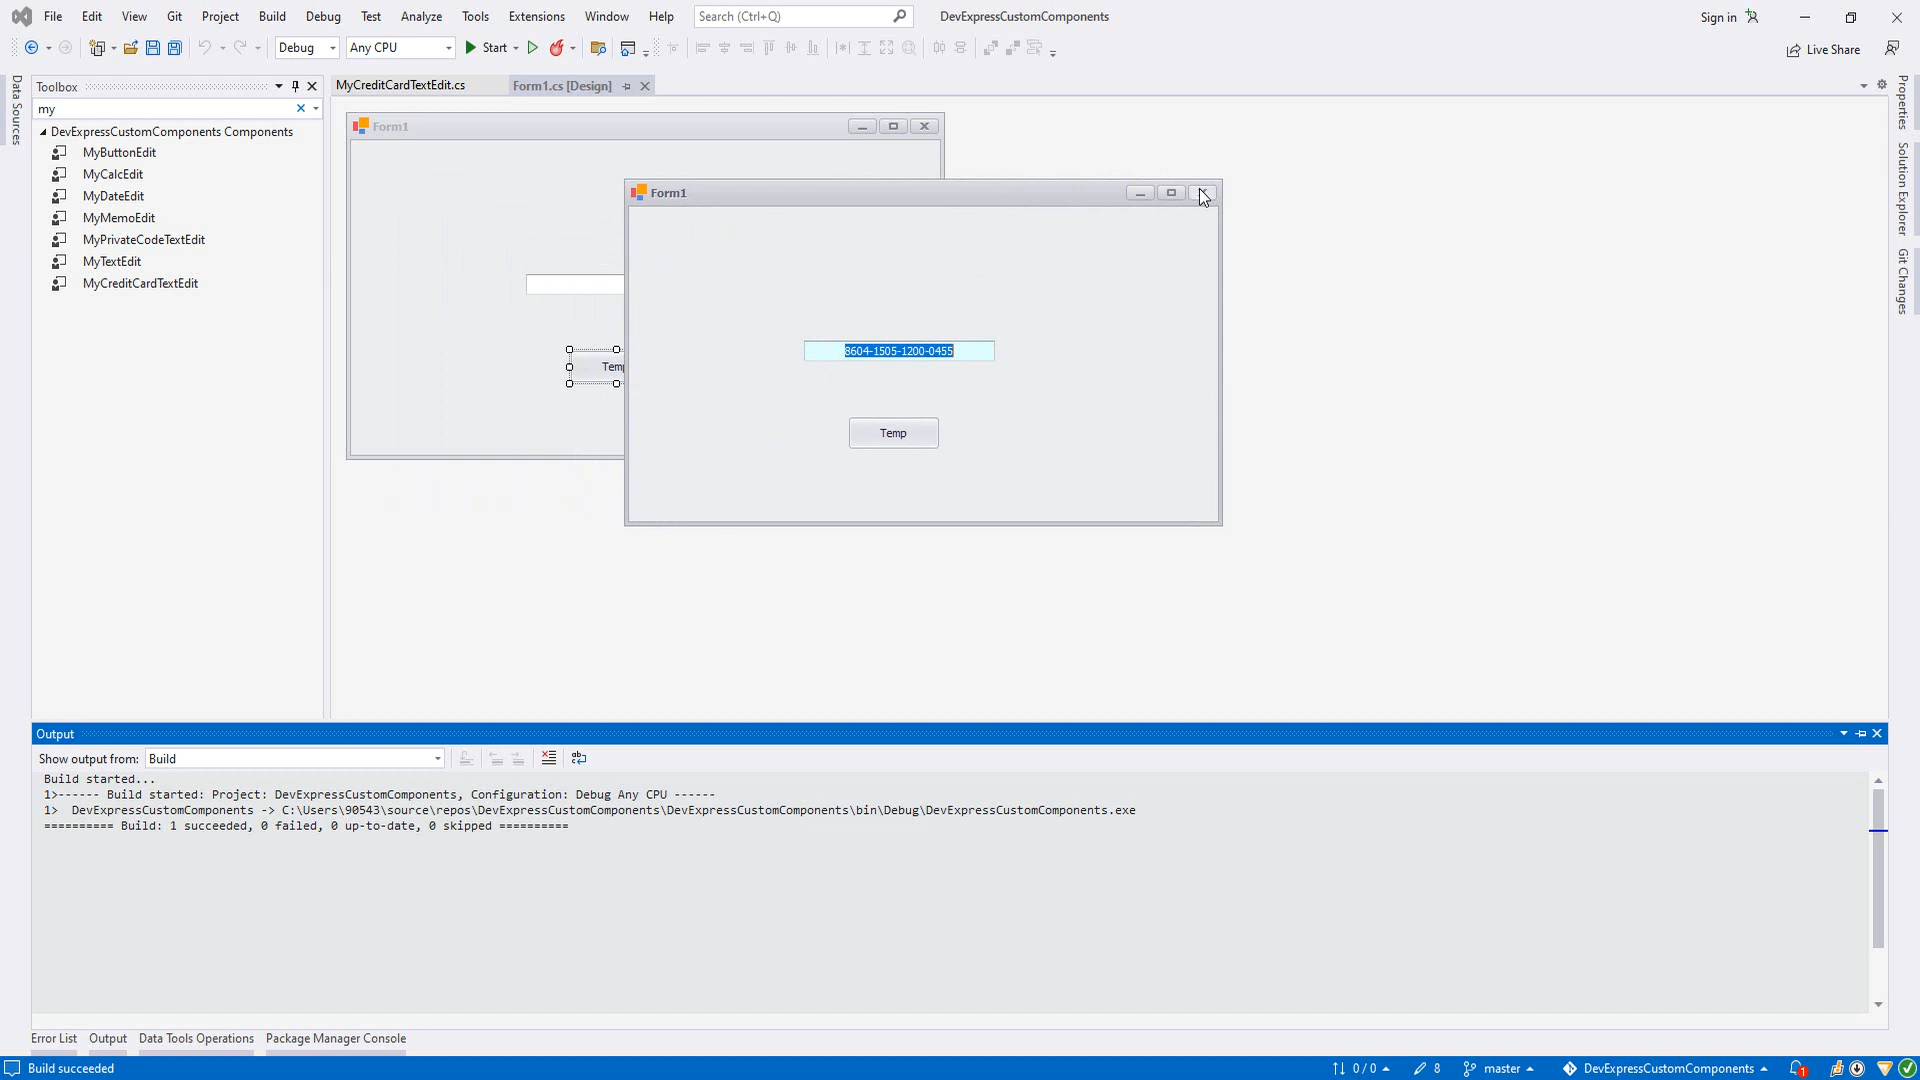 File Edit View Git Project Build Debug Test Analyze Tools Extensions Window Help Search (Ctrl+Q) DevExpressCustomComponents Sign in
Debug Any CPU Start Live Share
Data Sources
Toolbox
my
DevExpressCustomComponents Components
MyButtonEdit
MyCalcEdit
MyDateEdit
MyMemoEdit
MyPrivateCodeTextEdit
MyTextEdit
MyCreditCardTextEdit
MyCreditCardTextEdit.cs Form1.cs [Design]
Form1
Temp
Form1
8604-1505-1200-0455
Temp
Properties
Solution Explorer
Git Changes
Output
Show output from: Build
Build started...
1>------ Build started: Project: DevExpressCustomComponents, Configuration: Debug Any CPU ------
1>  DevExpressCustomComponents -> C:\Users\90543\source\repos\DevExpressCustomComponents\DevExpressCustomComponents\bin\Debug\DevExpressCustomComponents.exe
========== Build: 1 succeeded, 0 failed, 0 up-to-date, 0 skipped ==========
Error List Output Data Tools Operations Package Manager Console
Build succeeded 0 / 0 8 master DevExpressCustomComponents 1